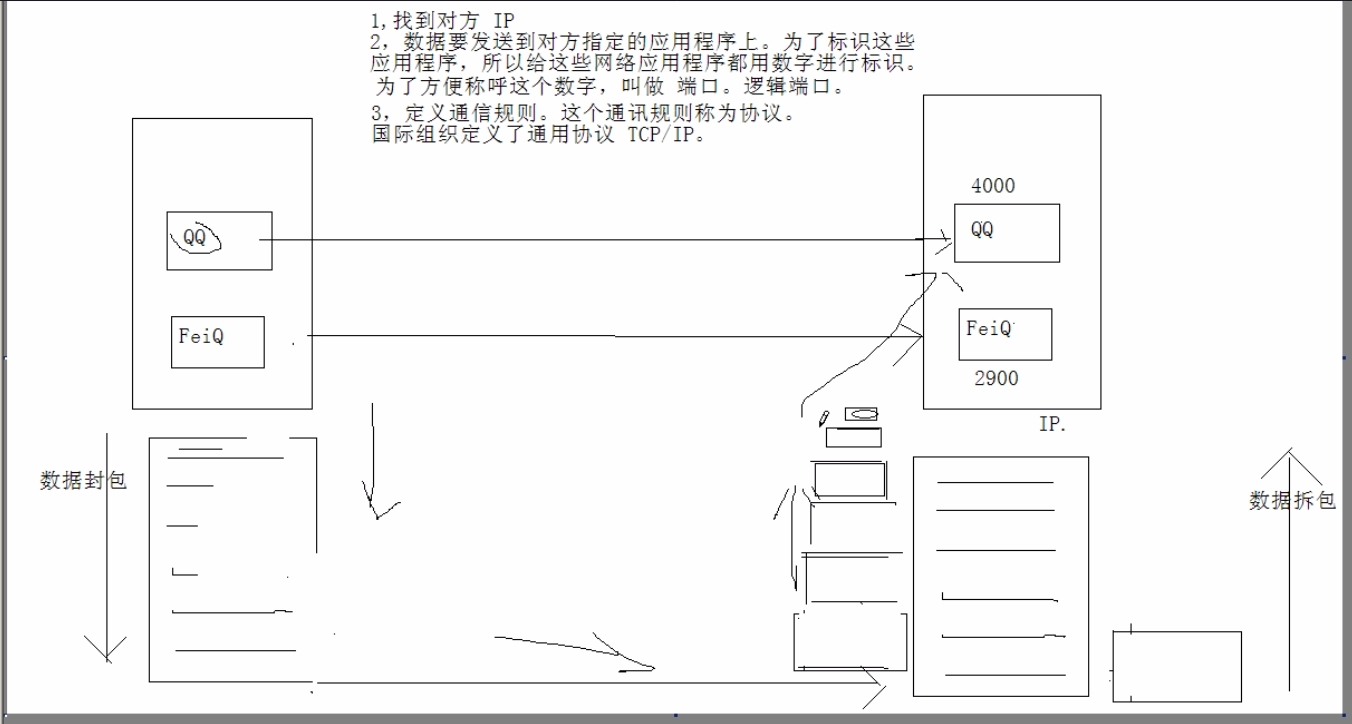 1,找到对方 IP
2，数据要发送到对方指定的应用程序上。为了标识这些
应用程序，所以给这些网络应用程序都用数字进行标识。
为了方便称呼这个数字，叫做 端口。逻辑端口。
3，定义通信规则。这个通讯规则称为协议。
国际组织定义了通用协议 TCP/IP。
4000
QQ
QQ
FeiQ
FeiQ
2900
IP.
数据封包
数据拆包